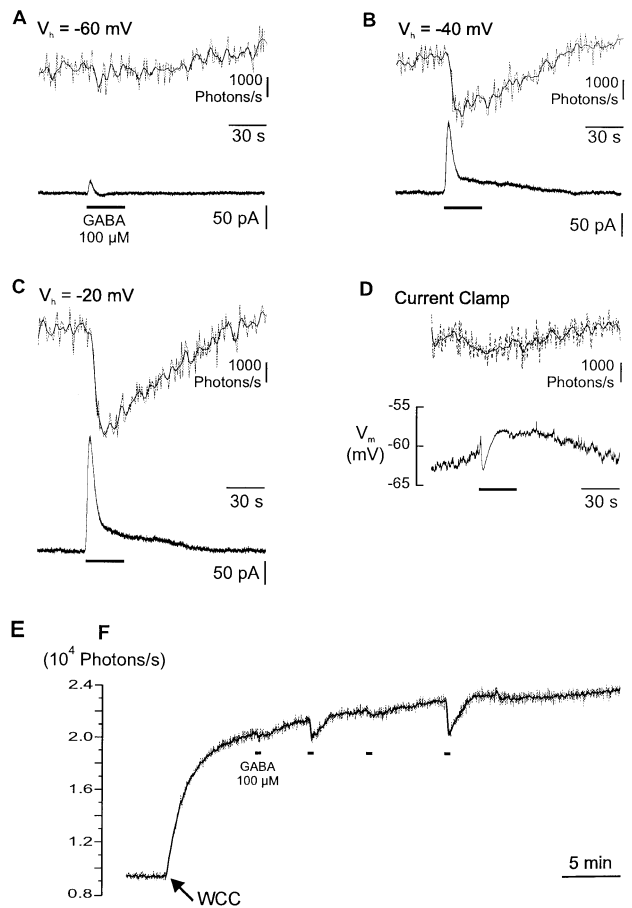 A
Vₕ = -60 mV
1000
Photons/s
30 s
GABA
100 µM
50 pA
B
Vₕ = -40 mV
1000
Photons/s
30 s
50 pA
C
Vₕ = -20 mV
1000
Photons/s
30 s
50 pA
D
Current Clamp
1000
Photons/s
-55
-60
-65
Vₘ
(mV)
30 s
E
F
(10⁴ Photons/s)
2.4
2.0
1.6
1.2
0.8
GABA
100 µM
WCC
5 min